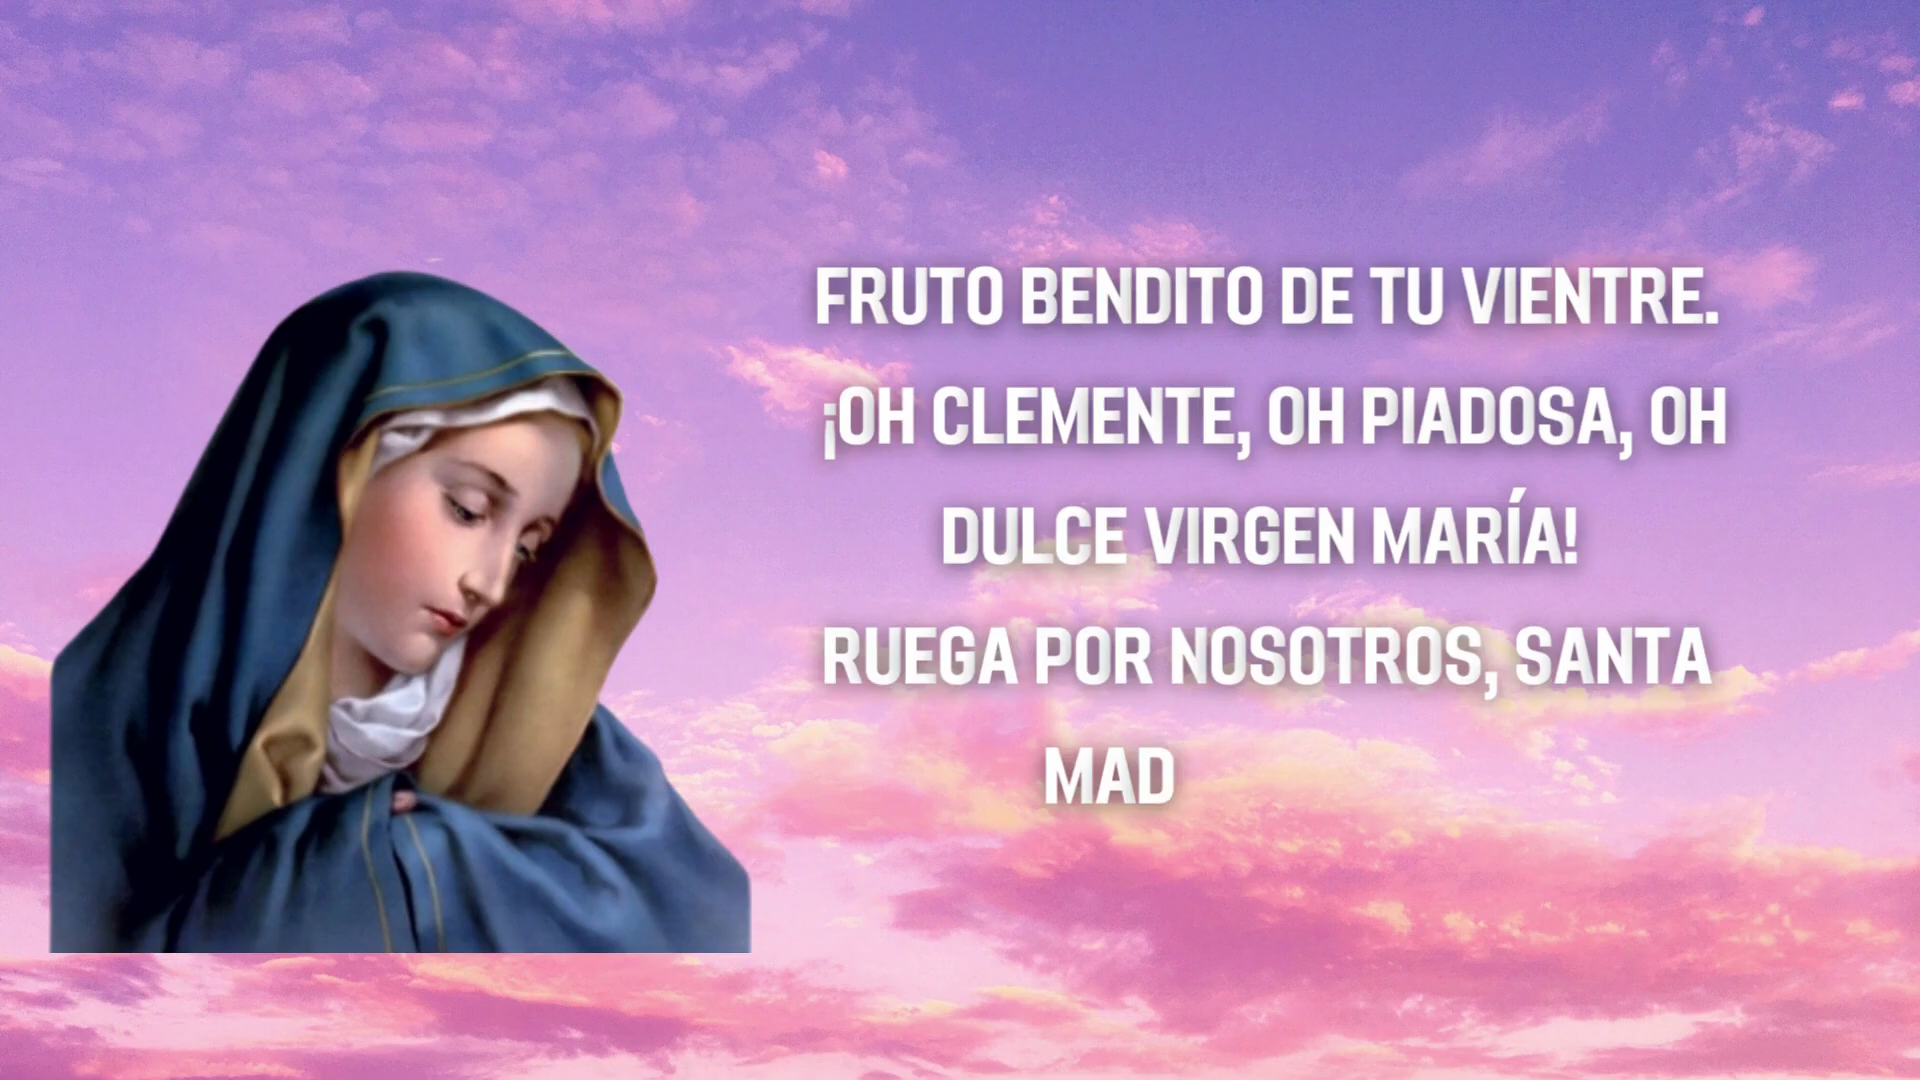 FRUTO BENDITO DE TU VIENTRE.
¡OH CLEMENTE, OH PIADOSA, OH
DULCE VIRGEN MARÍA!
RUEGA POR NOSOTROS, SANTA
MAD